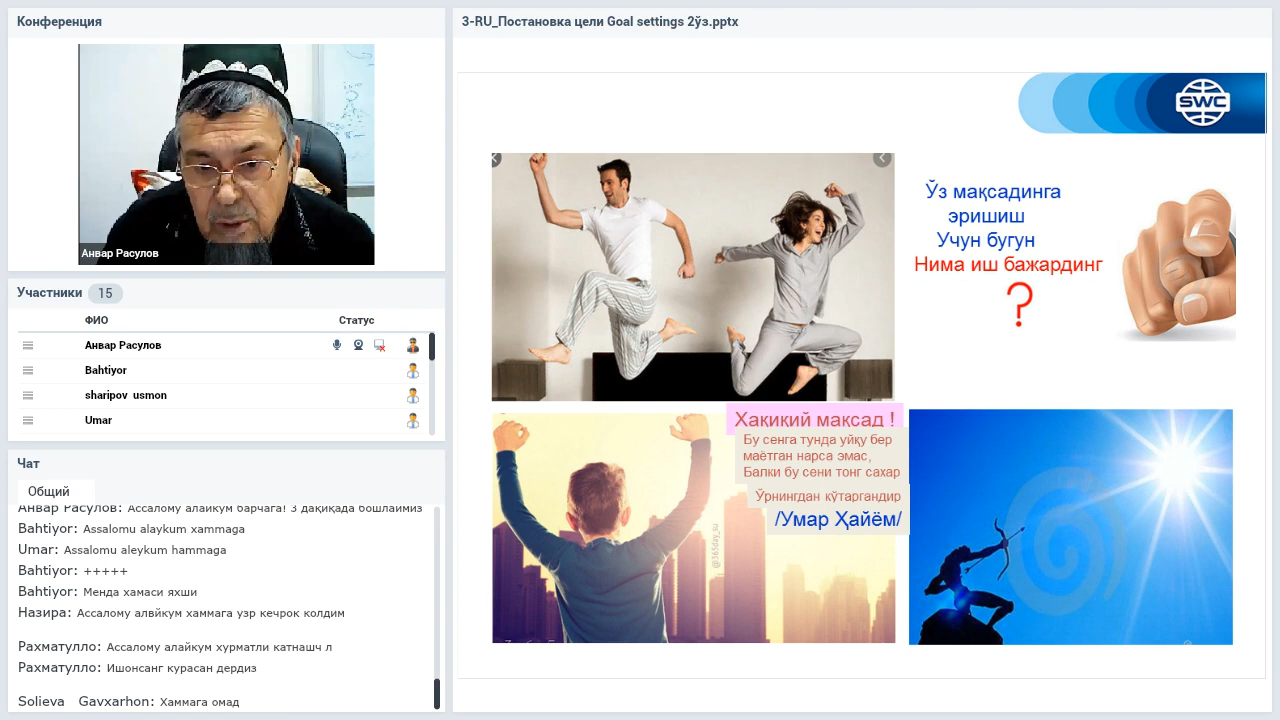 Конференция
Анвар Расулов
Участники 15
ФИО Статус
Анвар Расулов
Bahtiyor
sharipov usmon
Umar
Чат
Общий
Анвар Расулов: Ассалому алайкум барчага! 3 дақиқада бошлаймиз
Bahtiyor: Assalomu alaykum xammaga
Umar: Assalomu aleykum hammaga
Bahtiyor: +++++
Bahtiyor: Менда хамаси яхши
Назира: Ассалому алвйкум хаммага узр кечрок колдим
Рахматулло: Ассалому алайкум хурматли катнашч л
Рахматулло: Ишонсанг курасан дердиз
Solieva Gavxarhon: Хаммага омад
3-RU_Постановка цели Goal settings 2ўз.pptx
SWC
Ўз мақсадинга
эришиш
Учун бугун
Нима иш бажардинг
?
Ҳақиқий мақсад !
Бу сенга тунда уйқу бер
маётган нарса эмас,
Балки бу сени тонг сахар
Ўрнингдан кўтаргандир
/Умар Ҳайём/
@365day_su